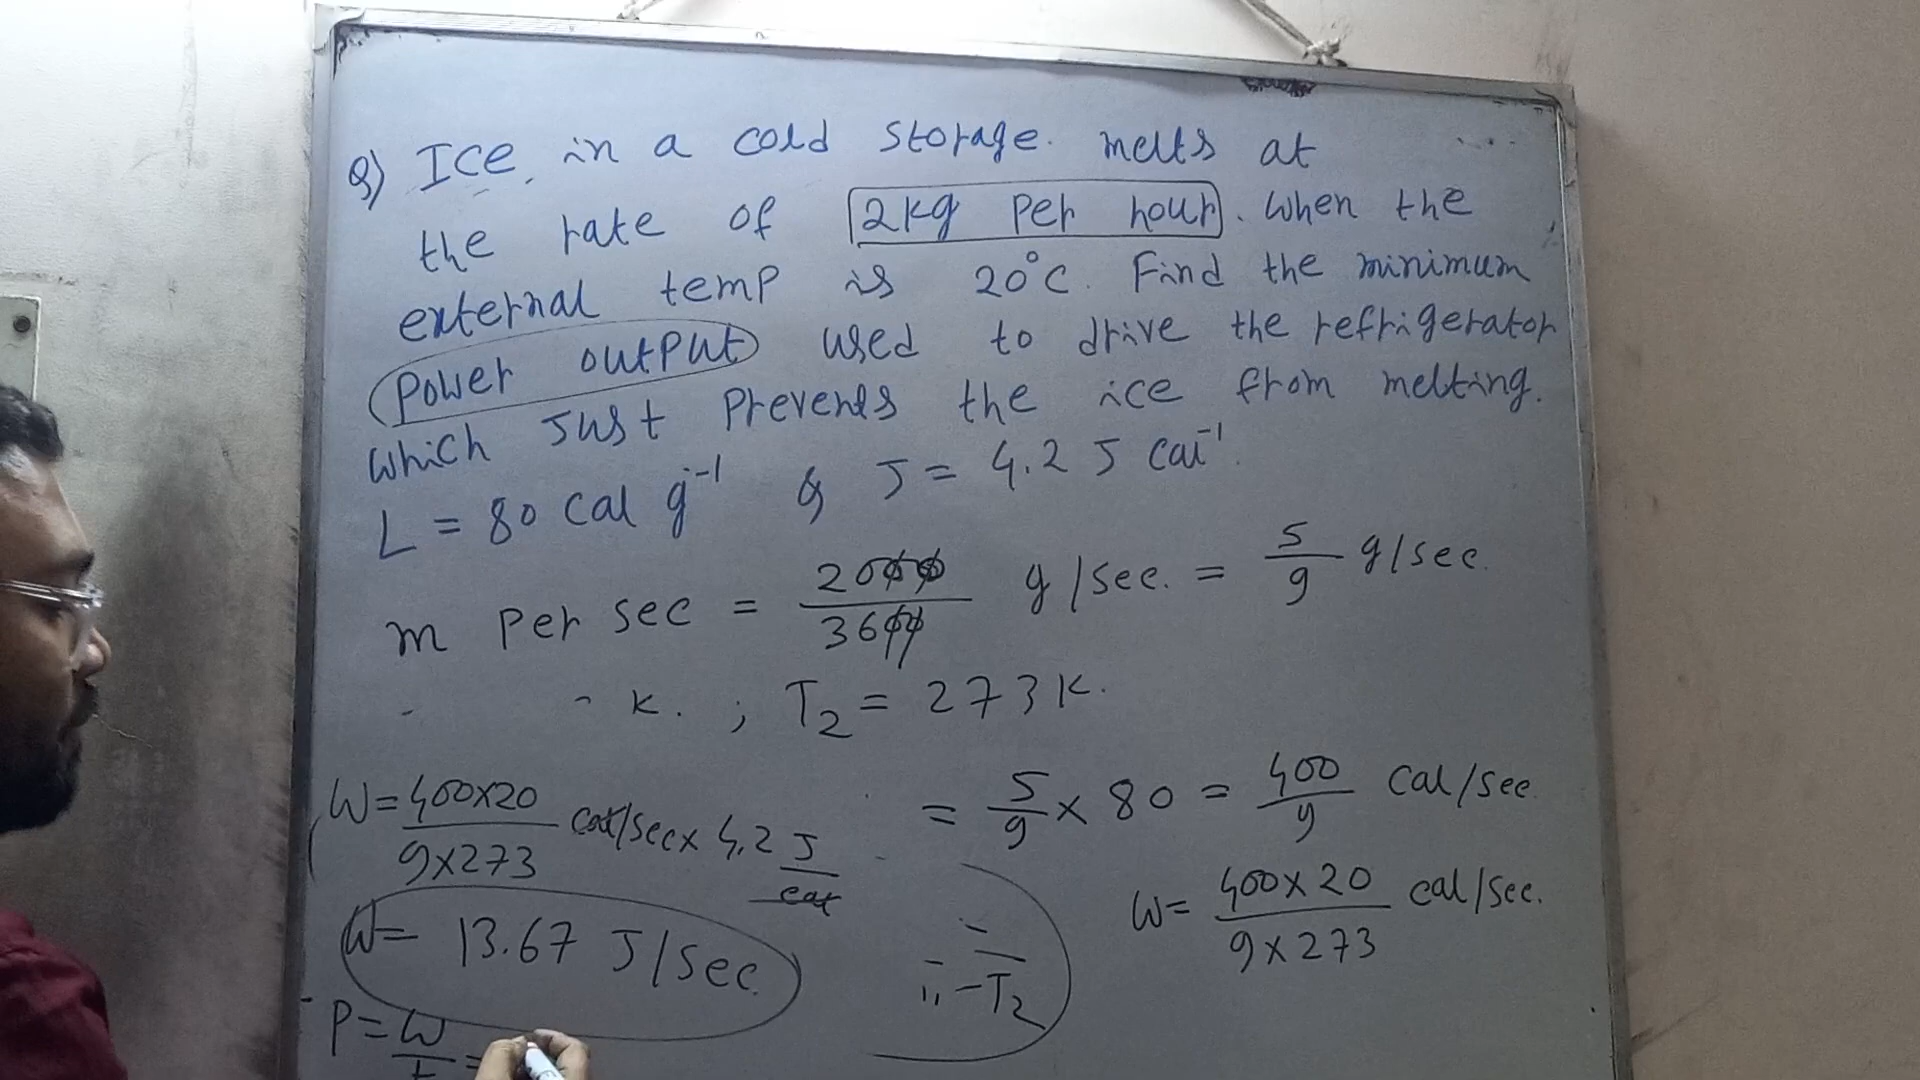 Q) Ice in a cold storage. melts at
the rate of 2kg per hour. When the
external temp is 20°C. Find the minimum
power output used to drive the refrigerator
which just prevents the ice from melting.
L = 80 cal g⁻¹ & J = 4.2 J cal⁻¹.
m per sec = 2000/3600 g/sec. = 5/9 g/sec.
K. ; T₂ = 273K.
= 5/9 × 80 = 400/9 cal/sec
W= 400×20/9×273 cal/sec.
-T₂
W= 400×20/9×273 cal/sec × 4.2 J/cal
W= 13.67 J/sec
P= W/t =